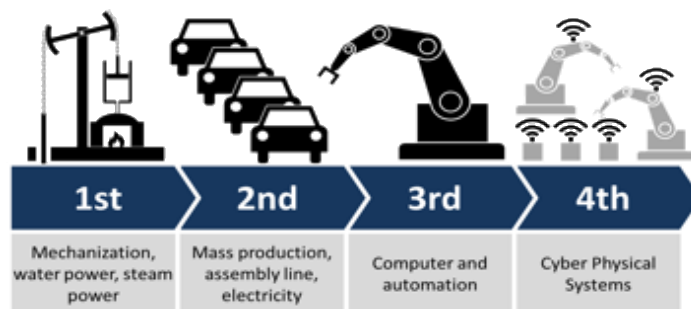 1st
2nd
3rd
4th
Mechanization,
water power, steam
power
Mass production,
assembly line,
electricity
Computer and
automation
Cyber Physical
Systems